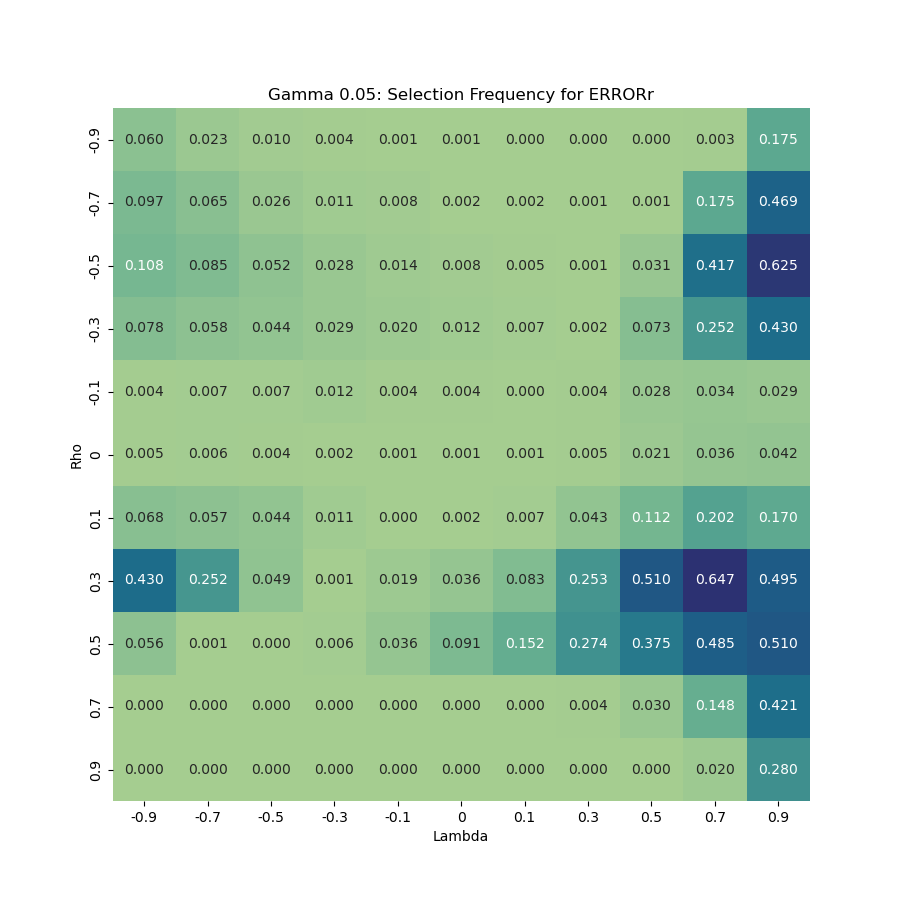 Gamma 0.05: Selection Frequency for ERRORr
-0.9 0.060 0.023 0.010 0.004 0.001 0.001 0.000 0.000 0.000 0.003 0.175
-0.7 0.097 0.065 0.026 0.011 0.008 0.002 0.002 0.001 0.001 0.175 0.469
-0.5 0.108 0.085 0.052 0.028 0.014 0.008 0.005 0.001 0.031 0.417 0.625
-0.3 0.078 0.058 0.044 0.029 0.020 0.012 0.007 0.002 0.073 0.252 0.430
-0.1 0.004 0.007 0.007 0.012 0.004 0.004 0.000 0.004 0.028 0.034 0.029
Rho
0 0.005 0.006 0.004 0.002 0.001 0.001 0.001 0.005 0.021 0.036 0.042
0.1 0.068 0.057 0.044 0.011 0.000 0.002 0.007 0.043 0.112 0.202 0.170
0.3 0.430 0.252 0.049 0.001 0.019 0.036 0.083 0.253 0.510 0.647 0.495
0.5 0.056 0.001 0.000 0.006 0.036 0.091 0.152 0.274 0.375 0.485 0.510
0.7 0.000 0.000 0.000 0.000 0.000 0.000 0.000 0.004 0.030 0.148 0.421
0.9 0.000 0.000 0.000 0.000 0.000 0.000 0.000 0.000 0.000 0.020 0.280
-0.9 -0.7 -0.5 -0.3 -0.1 0 0.1 0.3 0.5 0.7 0.9
Lambda